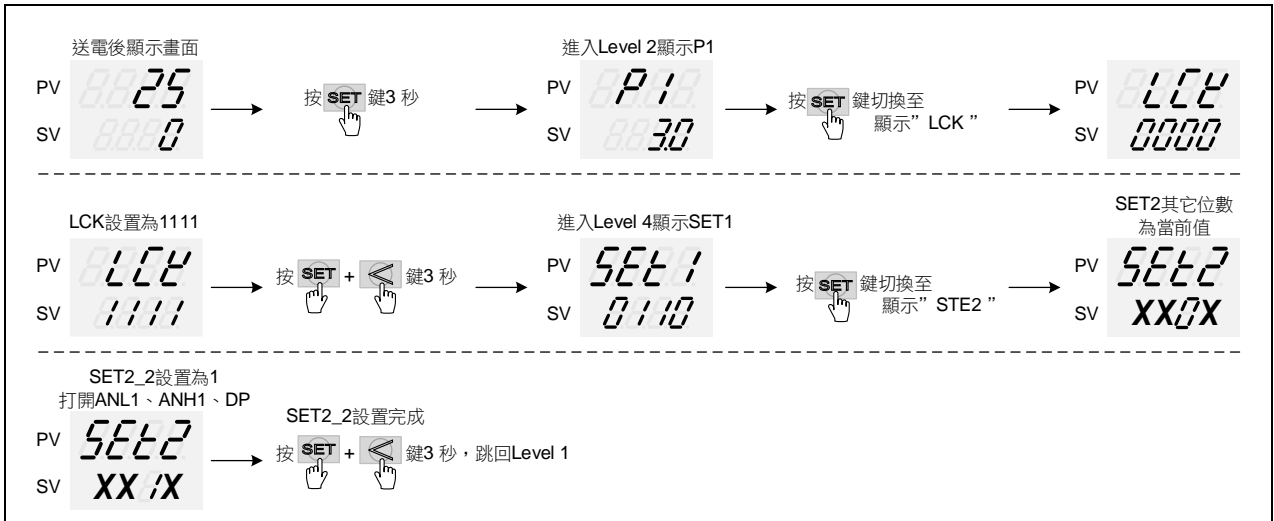 送電後顯示畫面
PV 25
SV 0
按 SET 鍵3 秒
進入Level 2顯示P1
PV P1
SV 3.0
按 SET 鍵切換至
顯示”LCK”
PV LCK
SV 0000
LCK設置為1111
PV LCK
SV 1111
按 SET + < 鍵3 秒
進入Level 4顯示SET1
PV SEt1
SV 0110
按 SET 鍵切換至
顯示”STE2”
SET2其它位數
為當前值
PV SEt2
SV XX0X
SET2_2設置為1
打開ANL1、ANH1、DP
PV SEt2
SV XX1X
SET2_2設置完成
按 SET + < 鍵3 秒，跳回Level 1